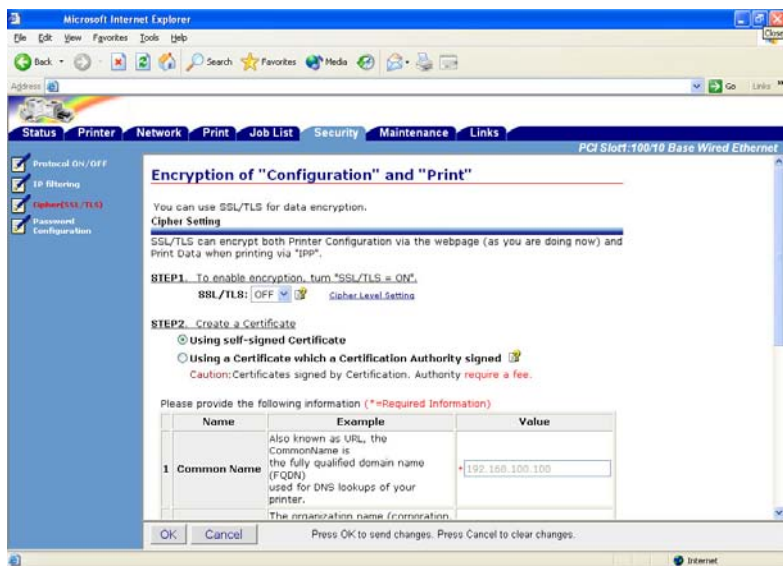 Microsoft Internet Explorer
Close
File Edit View Favorites Tools Help
Back Search Favorites Media
Address Go Links »
Status Printer Network Print Job List Security Maintenance Links
PCI Slot1:100/10 Base Wired Ethernet
Protocol ON/OFF
IP filtering
Cipher(SSL/TLS)
Password
Configuration
Encryption of "Configuration" and "Print"
You can use SSL/TLS for data encryption.
Cipher Setting
SSL/TLS can encrypt both Printer Configuration via the webpage (as you are doing now) and
Print Data when printing via "IPP".
STEP1. To enable encryption, turn "SSL/TLS = ON".
SSL/TLS: OFF Cipher Level Setting
STEP2. Create a Certificate
Using self-signed Certificate
Using a Certificate which a Certification Authority signed
Caution:Certificates signed by Certification. Authority require a fee.
Please provide the following information (*=Required Information)
Name Example Value
1 Common Name
Also known as URL, the
CommonName is
the fully qualified domain name
(FQDN)
used for DNS lookups of your
printer.
*192.168.100.100
The organization name (corporation,
OK Cancel Press OK to send changes. Press Cancel to clear changes.
Internet